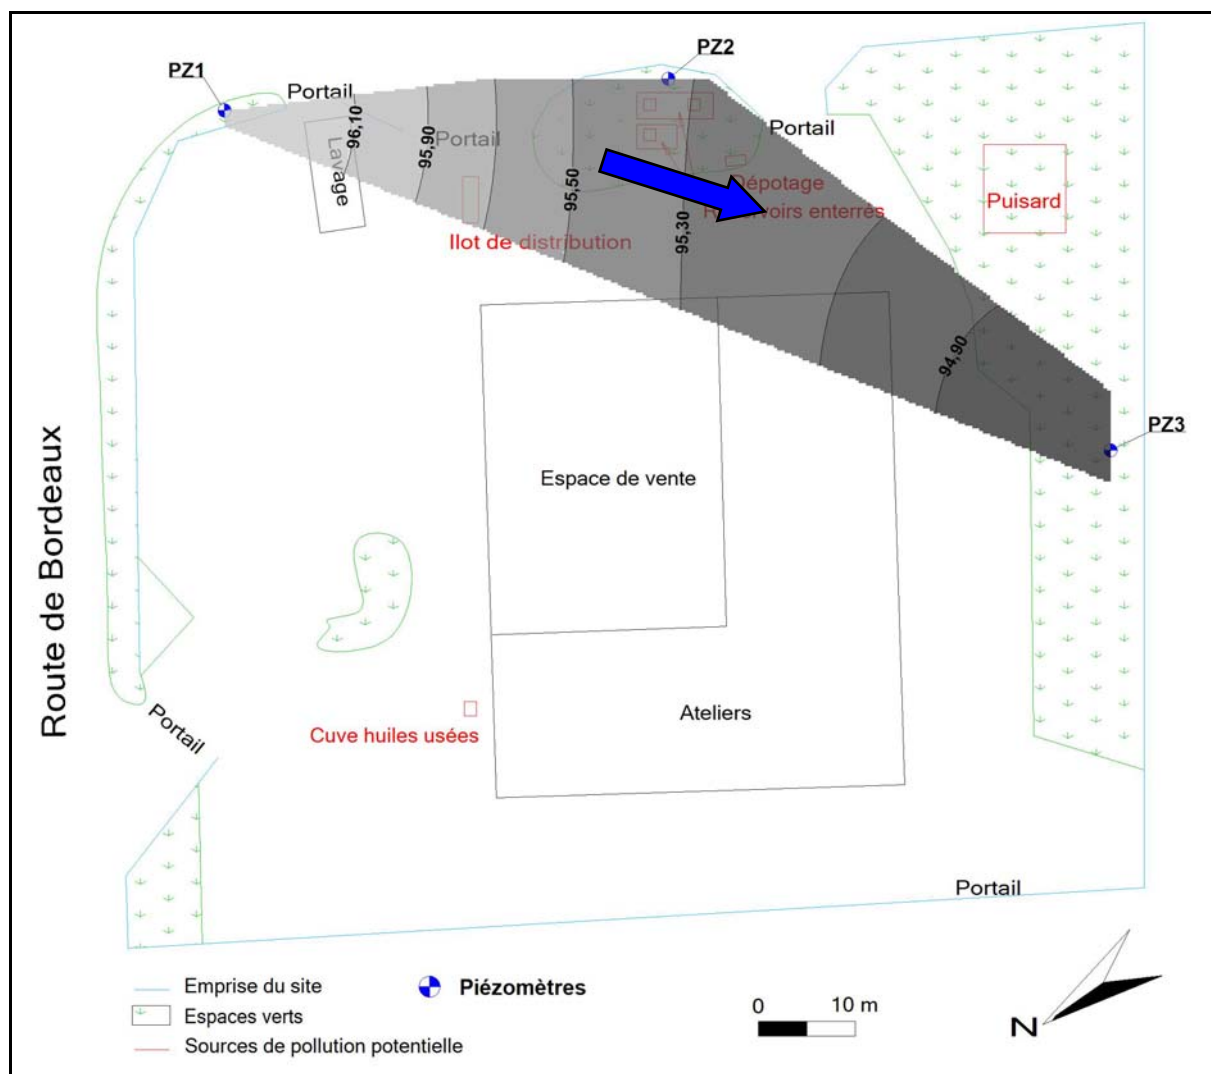 PZ2
PZ1
Portail
Portail
Portail
96,10
95,90
Lavage
95,50
Dépotage
Puisard
Réservoirs enterrés
95,30
Ilot de distribution
94,90
PZ3
Espace de vente
Route de Bordeaux
Portail
Ateliers
Cuve huiles usées
Portail
Emprise du site
Piézomètres
Espaces verts
0 10 m
Sources de pollution potentielle
N